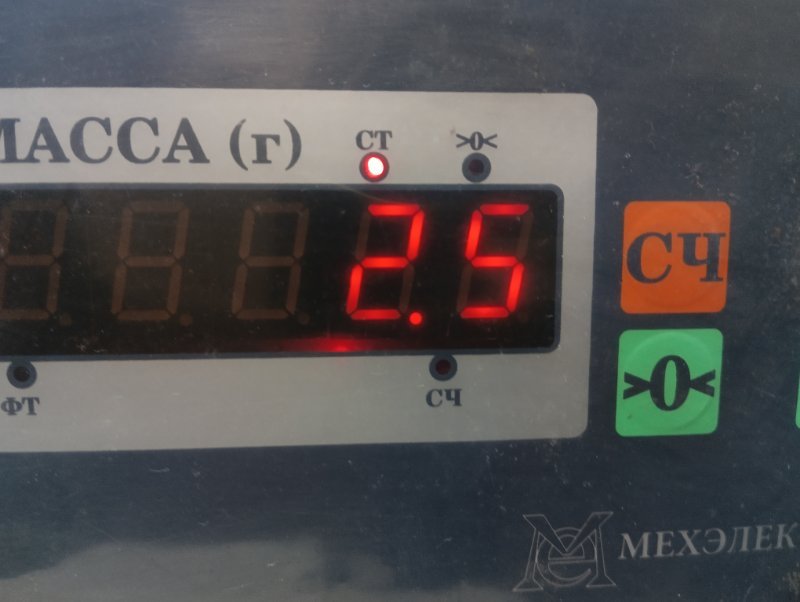 МАССА (г)
СТ >0<
2.5
СЧ
>0<
ФТ СЧ
МЕХЭЛЕК